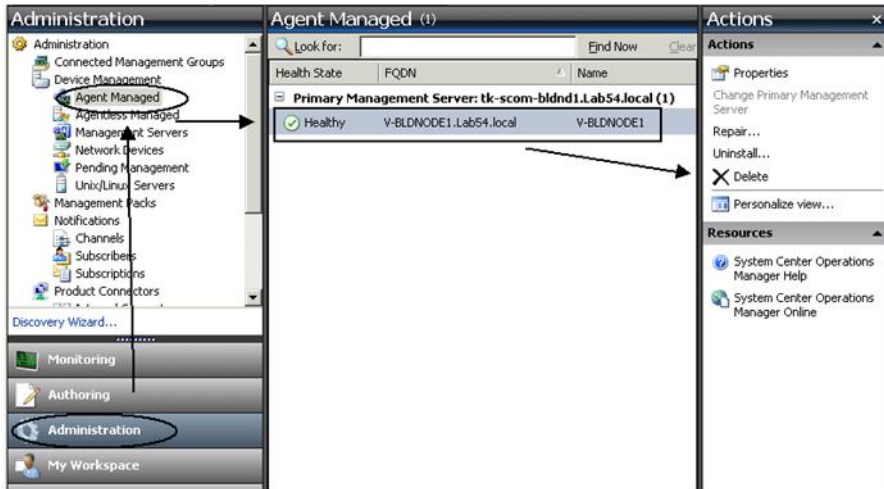 Administration
Administration
Connected Management Groups
Device Management
Agent Managed
Agentless Managed
Management Servers
Network Devices
Pending Management
Unix/Linux Servers
Management Packs
Notifications
Channels
Subscribers
Subscriptions
Product Connectors
Discovery Wizard...
Monitoring
Authoring
Administration
My Workspace
Agent Managed (1)
Look for: Find Now Clear
Health State FQDN Name
Primary Management Server: tk-scom-bldnd1.Lab54.local (1)
Healthy V-BLDNODE1.Lab54.local V-BLDNODE1
Actions
Actions
Properties
Change Primary Management
Server
Repair...
Uninstall...
Delete
Personalize view...
Resources
System Center Operations
Manager Help
System Center Operations
Manager Online